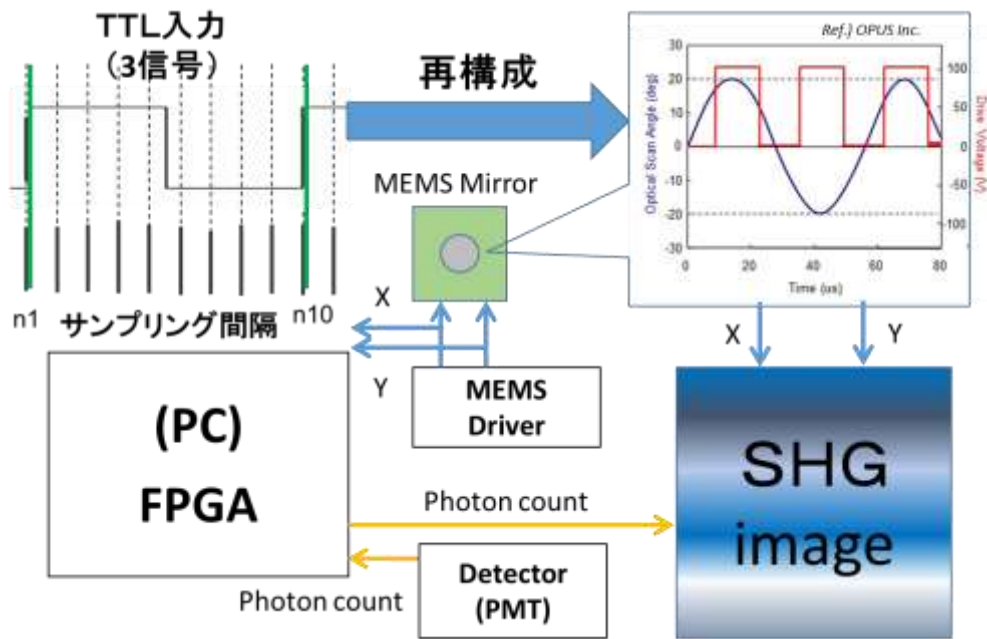 TTL入力
（3信号）
再構成
Ref.) OPUS Inc.
Optical Scan Angle (deg)
30
20
10
0
-10
-20
-30
0
20
40
60
80
Time (us)
100
50
0
-50
-100
Drive Voltage (V)
MEMS Mirror
n1
サンプリング間隔
n10
X
Y
X
Y
MEMS
Driver
(PC)
FPGA
SHG
image
Photon count
Detector
(PMT)
Photon count